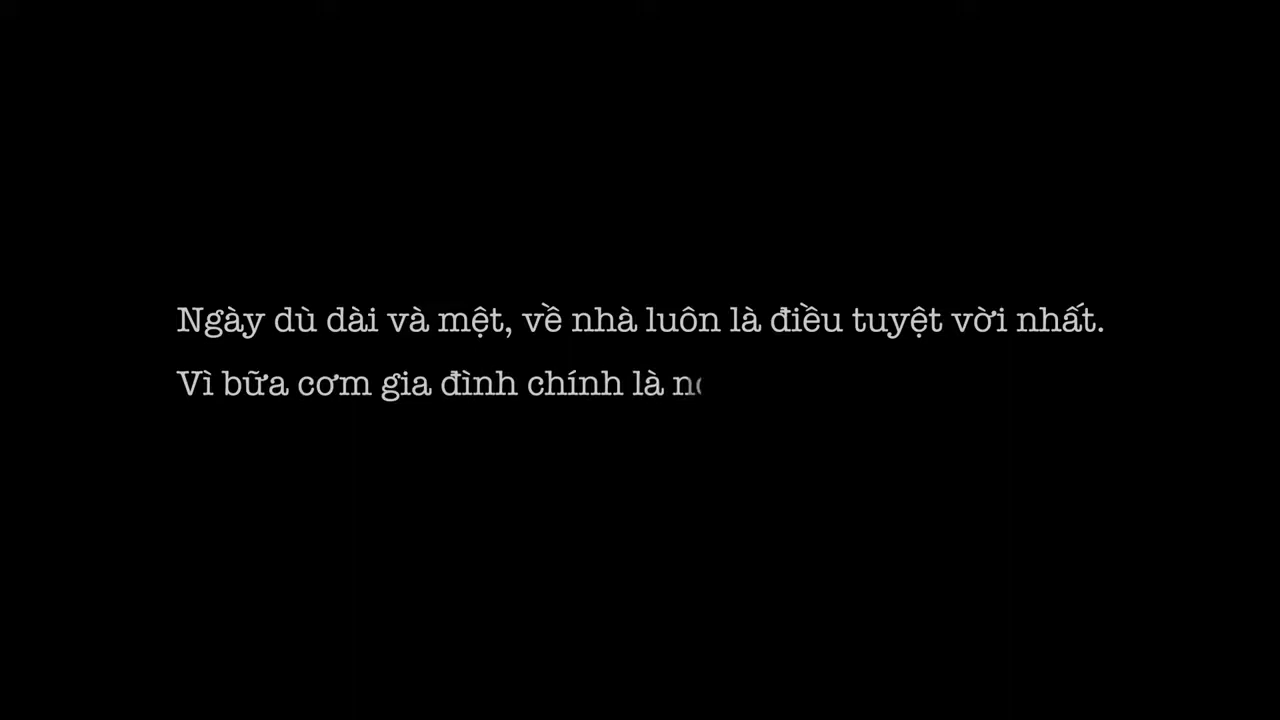 Ngày dù dài và mệt, về nhà luôn là điều tuyệt vời nhất.
Vì bữa cơm gia đình chính là